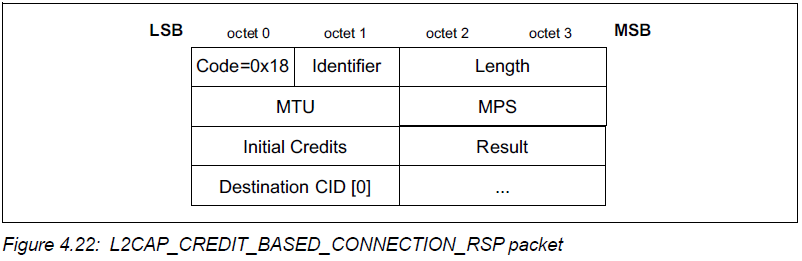 LSB octet 0 octet 1 octet 2 octet 3 MSB
Code=0x18 Identifier Length
MTU MPS
Initial Credits Result
Destination CID [0] ...
Figure 4.22: L2CAP_CREDIT_BASED_CONNECTION_RSP packet